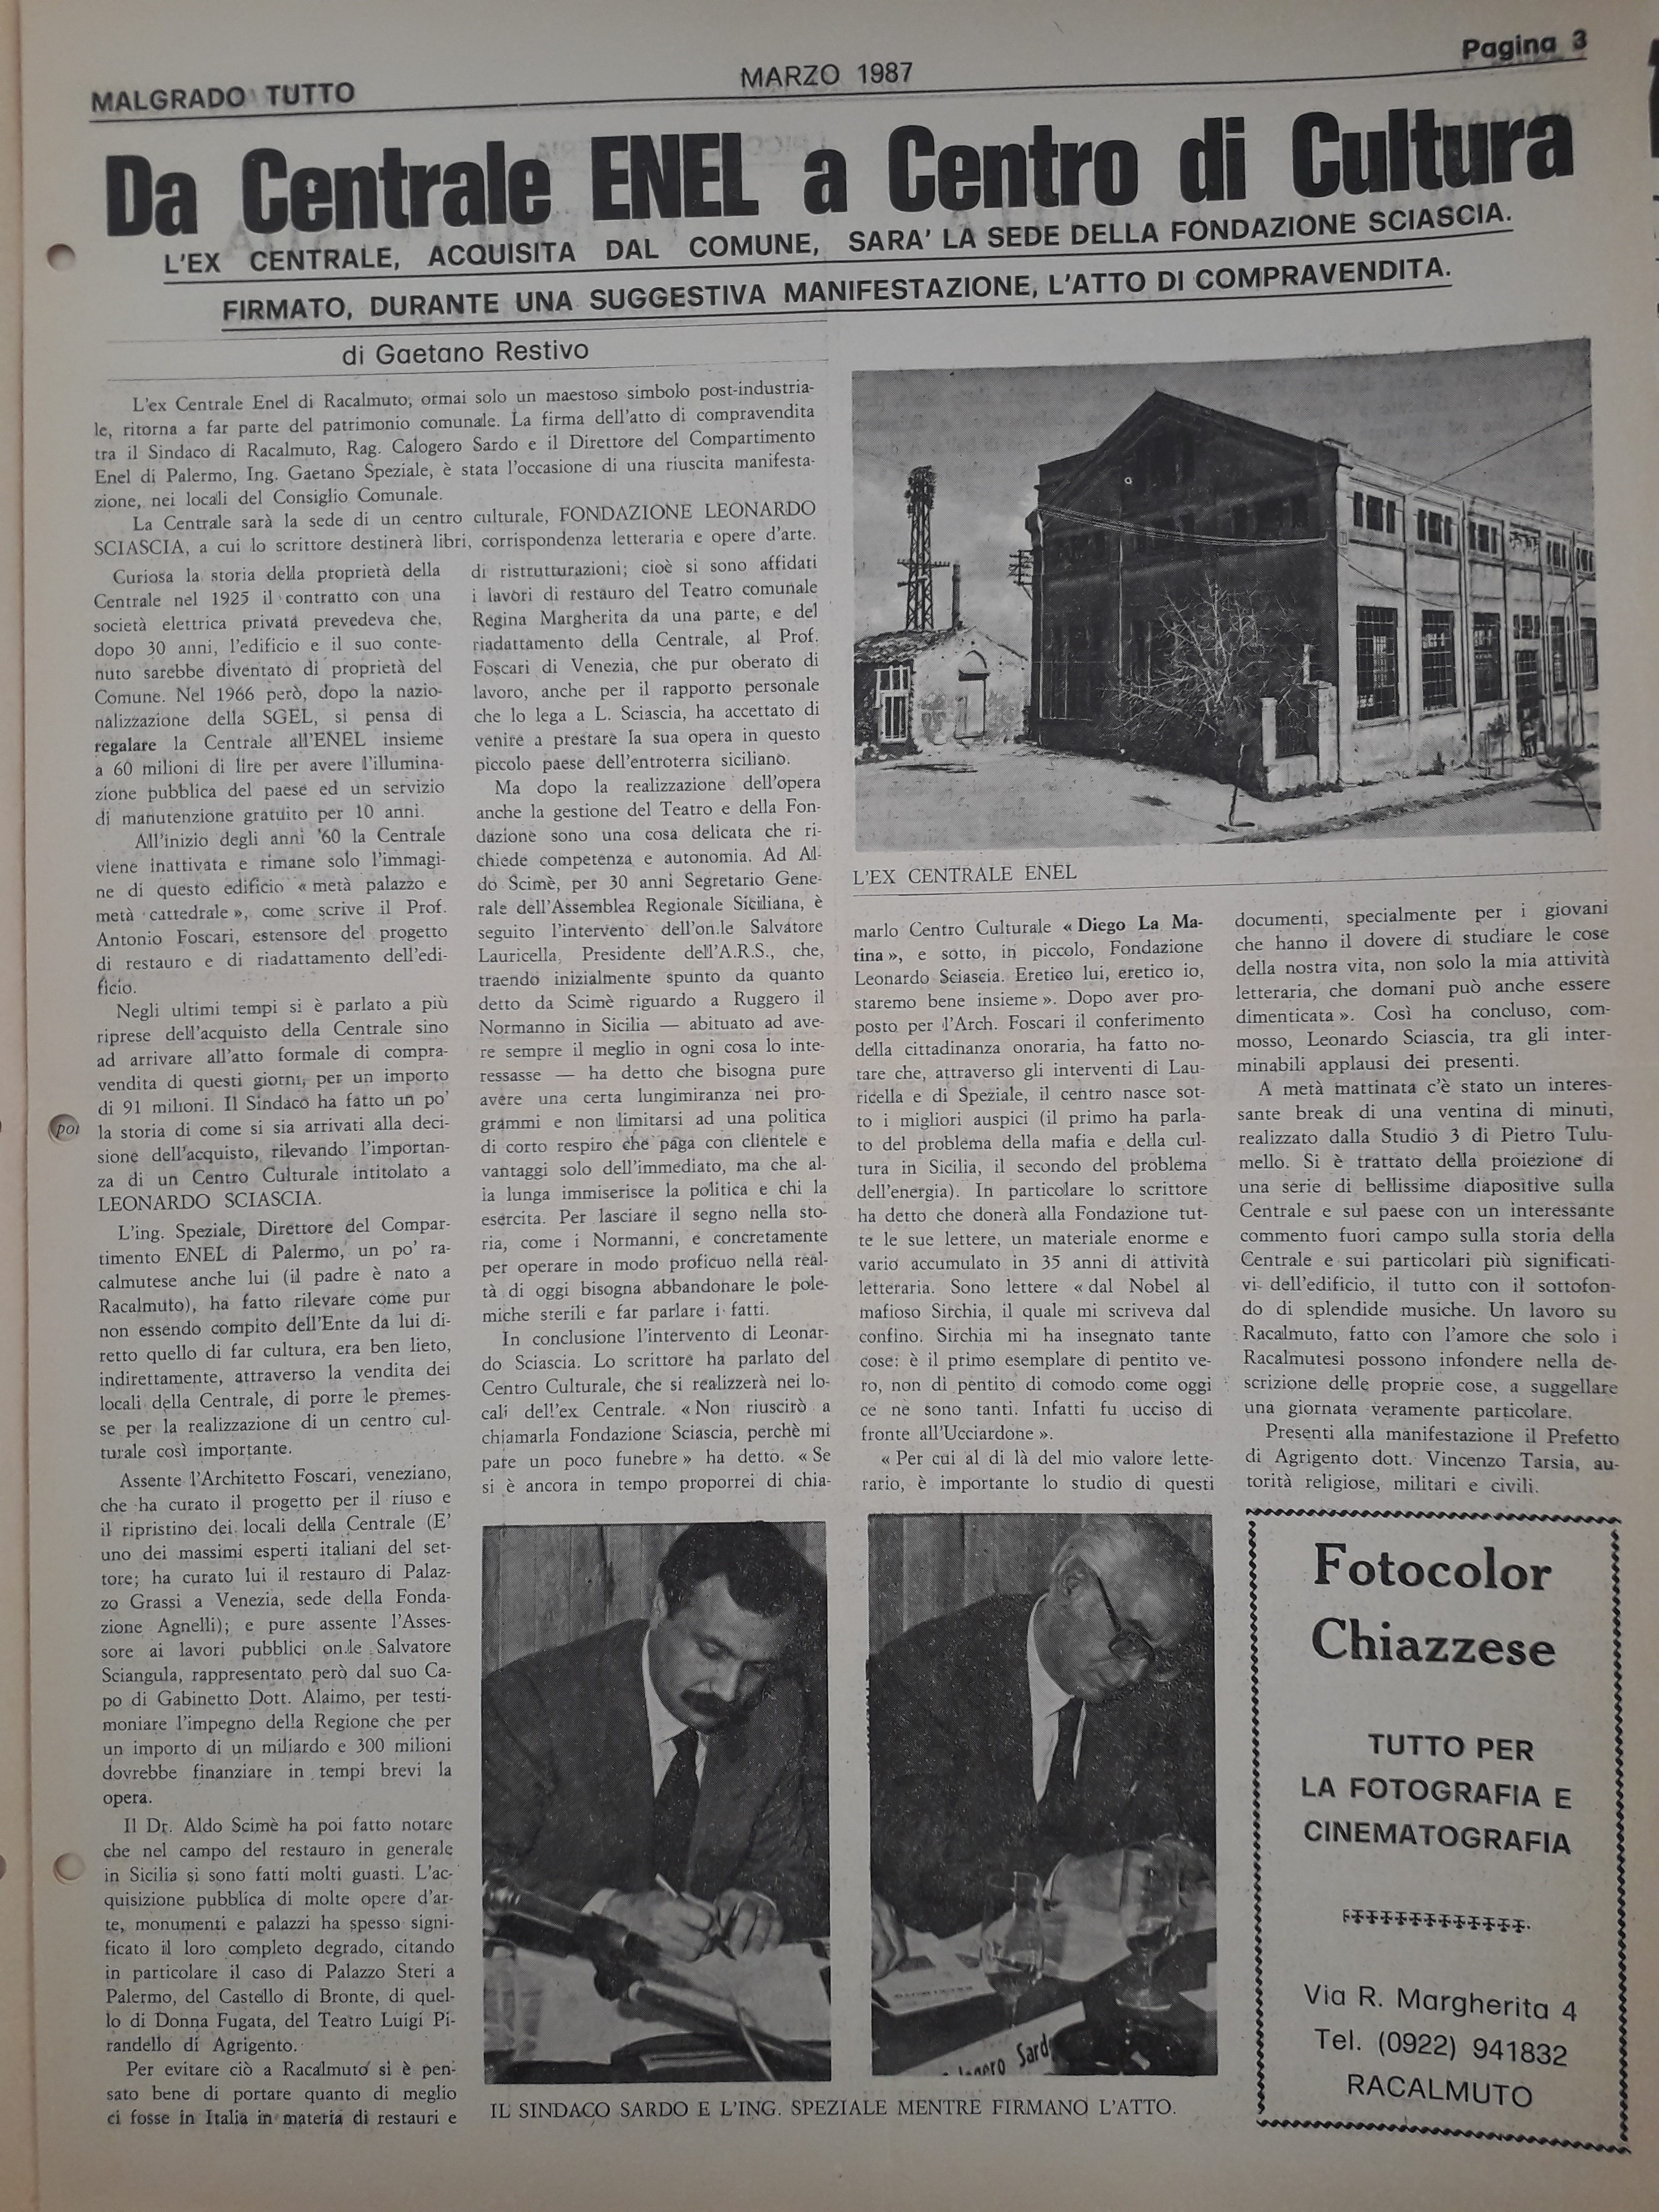 MALGRADO TUTTO
MARZO 1987
Pagina 3
Da Centrale ENEL a Centro di Cultura
L'EX CENTRALE, ACQUISITA DAL COMUNE, SARA' LA SEDE DELLA FONDAZIONE SCIASCIA.
FIRMATO, DURANTE UNA SUGGESTIVA MANIFESTAZIONE, L'ATTO DI COMPRAVENDITA.
di Gaetano Restivo
L'ex Centrale Enel di Racalmuto, ormai solo un maestoso simbolo post-industria-
le, ritorna a far parte del patrimonio comunale. La firma dell'atto di compravendita
tra il Sindaco di Racalmuto, Rag. Calogero Sardo e il Direttore del Compartimento
Enel di Palermo, Ing. Gaetano Speziale, è stata l'occasione di una riuscita manifesta-
zione, nei locali del Consiglio Comunale.
La Centrale sarà la sede di un centro culturale, FONDAZIONE LEONARDO
SCIASCIA, a cui lo scrittore destinerà libri, corrispondenza letteraria e opere d'arte.
Curiosa la storia della proprietà della
Centrale nel 1925 il contratto con una
società elettrica privata prevedeva che,
dopo 30 anni, l'edificio e il suo conte-
nuto sarebbe diventato di proprietà del
Comune. Nel 1966 però, dopo la nazio-
nalizzazione della SGEL, si pensa di
regalare la Centrale all'ENEL insieme
a 60 milioni di lire per avere l'illumina-
zione pubblica del paese ed un servizio
di manutenzione gratuito per 10 anni.
All'inizio degli anni '60 la Centrale
viene inattivata e rimane solo l'immagi-
ne di questo edificio « metà palazzo e
metà cattedrale », come scrive il Prof.
Antonio Foscari, estensore del progetto
di restauro e di riadattamento dell'edi-
ficio.
Negli ultimi tempi si è parlato a più
riprese dell'acquisto della Centrale sino
ad arrivare all'atto formale di compra-
vendita di questi giorni, per un importo
di 91 milioni. Il Sindaco ha fatto un po'
la storia di come si sia arrivati alla deci-
sione dell'acquisto, rilevando l'importan-
za di un Centro Culturale intitolato a
LEONARDO SCIASCIA.
L'ing. Speziale, Direttore del Compar-
timento ENEL di Palermo, un po' ra-
calmutese anche lui (il padre è nato a
Racalmuto), ha fatto rilevare come pur
non essendo compito dell'Ente da lui di-
retto quello di far cultura, era ben lieto,
indirettamente, attraverso la vendita dei
locali della Centrale, di porre le premes-
se per la realizzazione di un centro cul-
turale così importante.
Assente l'Architetto Foscari, veneziano,
che ha curato il progetto per il riuso e
il ripristino dei locali della Centrale (E'
uno dei massimi esperti italiani del set-
tore; ha curato lui il restauro di Palaz-
zo Grassi a Venezia, sede della Fonda-
zione Agnelli); e pure assente l'Asses-
sore ai lavori pubblici on.le Salvatore
Sciangula, rappresentato però dal suo Ca-
po di Gabinetto Dott. Alaimo, per testi-
moniare l'impegno della Regione che per
un importo di un miliardo e 300 milioni
dovrebbe finanziare in tempi brevi la
opera.
Il Dr. Aldo Scimè ha poi fatto notare
che nel campo del restauro in generale
in Sicilia si sono fatti molti guasti. L'ac-
quisizione pubblica di molte opere d'ar-
te, monumenti e palazzi ha spesso signi-
ficato il loro completo degrado, citando
in particolare il caso di Palazzo Steri a
Palermo, del Castello di Bronte, di quel-
lo di Donna Fugata, del Teatro Luigi Pi-
randello di Agrigento.
Per evitare ciò a Racalmuto si è pen-
sato bene di portare quanto di meglio
ci fosse in Italia in materia di restauri e
di ristrutturazioni; cioè si sono affidati
i lavori di restauro del Teatro comunale
Regina Margherita da una parte, e del
riadattamento della Centrale, al Prof.
Foscari di Venezia, che pur oberato di
lavoro, anche per il rapporto personale
che lo lega a L. Sciascia, ha accettato di
venire a prestare la sua opera in questo
piccolo paese dell'entroterra siciliano.
Ma dopo la realizzazione dell'opera
anche la gestione del Teatro e della Fon-
dazione sono una cosa delicata che ri-
chiede competenza e autonomia. Ad Al-
do Scimè, per 30 anni Segretario Gene-
rale dell'Assemblea Regionale Siciliana, è
seguito l'intervento dell'on.le Salvatore
Lauricella, Presidente dell'A.R.S., che,
traendo inizialmente spunto da quanto
detto da Scimè riguardo a Ruggero il
Normanno in Sicilia — abituato ad ave-
re sempre il meglio in ogni cosa lo inte-
ressasse — ha detto che bisogna pure
avere una certa lungimiranza nei pro-
grammi e non limitarsi ad una politica
di corto respiro che paga con clientele e
vantaggi solo dell'immediato, ma che al-
la lunga immiserisce la politica e chi la
esercita. Per lasciare il segno nella sto-
ria, come i Normanni, e concretamente
per operare in modo proficuo nella real-
tà di oggi bisogna abbandonare le pole-
miche sterili e far parlare i fatti.
In conclusione l'intervento di Leonar-
do Sciascia. Lo scrittore ha parlato del
Centro Culturale, che si realizzerà nei lo-
cali dell'ex Centrale. « Non riuscirò a
chiamarla Fondazione Sciascia, perchè mi
pare un poco funebre » ha detto. « Se
si è ancora in tempo proporrei di chia-
L'EX CENTRALE ENEL
marlo Centro Culturale « Diego La Ma-
tina », e sotto, in piccolo, Fondazione
Leonardo Sciascia. Eretico lui, eretico io,
staremo bene insieme ». Dopo aver pro-
posto per l'Arch. Foscari il conferimento
della cittadinanza onoraria, ha fatto no-
tare che, attraverso gli interventi di Lau-
ricella e di Speziale, il centro nasce sot-
to i migliori auspici (il primo ha parla-
to del problema della mafia e della cul-
tura in Sicilia, il secondo del problema
dell'energia). In particolare lo scrittore
ha detto che donerà alla Fondazione tut-
te le sue lettere, un materiale enorme e
vario accumulato in 35 anni di attività
letteraria. Sono lettere « dal Nobel al
mafioso Sirchia, il quale mi scriveva dal
confino. Sirchia mi ha insegnato tante
cose: è il primo esemplare di pentito ve-
ro, non di pentito di comodo come oggi
ce ne sono tanti. Infatti fu ucciso di
fronte all'Ucciardone ».
« Per cui al di là del mio valore lette-
rario, è importante lo studio di questi
documenti, specialmente per i giovani
che hanno il dovere di studiare le cose
della nostra vita, non solo la mia attività
letteraria, che domani può anche essere
dimenticata ». Così ha concluso, com-
mosso, Leonardo Sciascia, tra gli inter-
minabili applausi dei presenti.
A metà mattinata c'è stato un interes-
sante break di una ventina di minuti,
realizzato dalla Studio 3 di Pietro Tulu-
mello. Si è trattato della proiezione di
una serie di bellissime diapositive sulla
Centrale e sul paese con un interessante
commento fuori campo sulla storia della
Centrale e sui particolari più significati-
vi dell'edificio, il tutto con il sottofon-
do di splendide musiche. Un lavoro su
Racalmuto, fatto con l'amore che solo i
Racalmutesi possono infondere nella de-
scrizione delle proprie cose, a suggellare
una giornata veramente particolare.
Presenti alla manifestazione il Prefetto
di Agrigento dott. Vincenzo Tarsia, au-
torità religiose, militari e civili.
Sardo
IL SINDACO SARDO E L'ING. SPEZIALE MENTRE FIRMANO L'ATTO.
Fotocolor
Chiazzese
TUTTO PER
LA FOTOGRAFIA E
CINEMATOGRAFIA
Via R. Margherita 4
Tel. (0922) 941832
RACALMUTO
poi